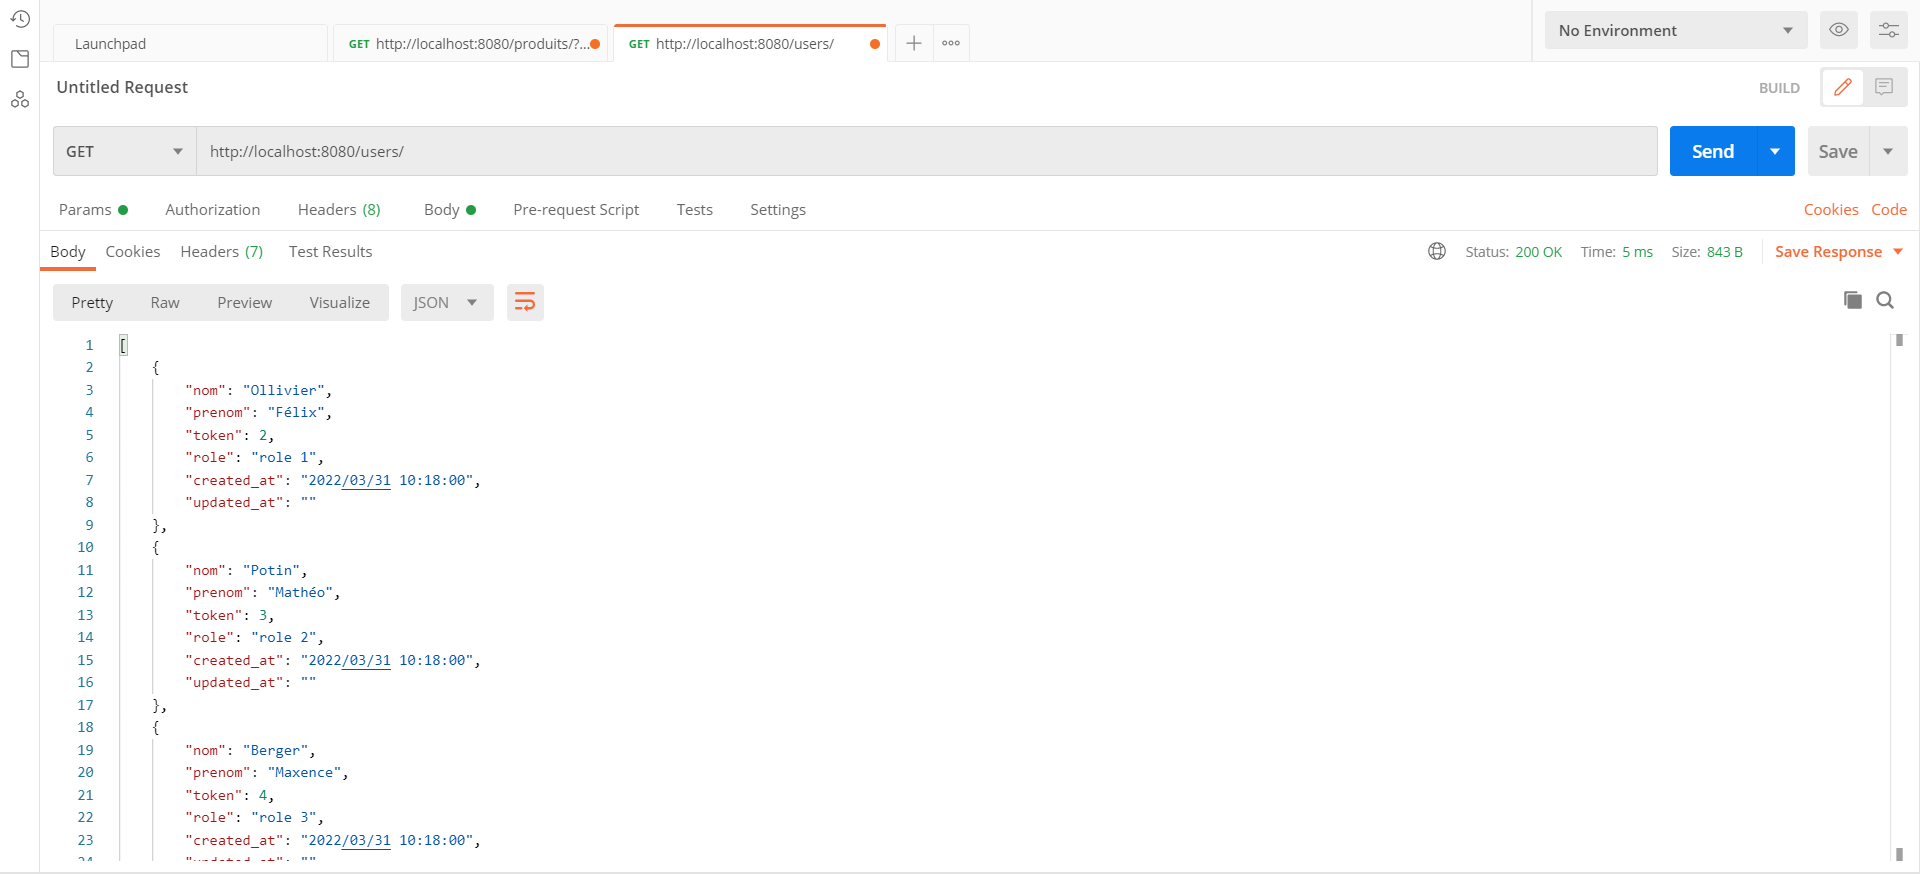 Launchpad
GET http://localhost:8080/produits/?...
GET http://localhost:8080/users/
No Environment
Untitled Request
BUILD
GET
http://localhost:8080/users/
Send
Save
Params
Authorization
Headers (8)
Body
Pre-request Script
Tests
Settings
Cookies
Code
Body
Cookies
Headers (7)
Test Results
Status: 200 OK
Time: 5 ms
Size: 843 B
Save Response
Pretty
Raw
Preview
Visualize
JSON
1 [
2 {
3 "nom": "Ollivier",
4 "prenom": "Félix",
5 "token": 2,
6 "role": "role 1",
7 "created_at": "2022/03/31 10:18:00",
8 "updated_at": ""
9 },
10 {
11 "nom": "Potin",
12 "prenom": "Mathéo",
13 "token": 3,
14 "role": "role 2",
15 "created_at": "2022/03/31 10:18:00",
16 "updated_at": ""
17 },
18 {
19 "nom": "Berger",
20 "prenom": "Maxence",
21 "token": 4,
22 "role": "role 3",
23 "created_at": "2022/03/31 10:18:00",
24 "updated_at": ""